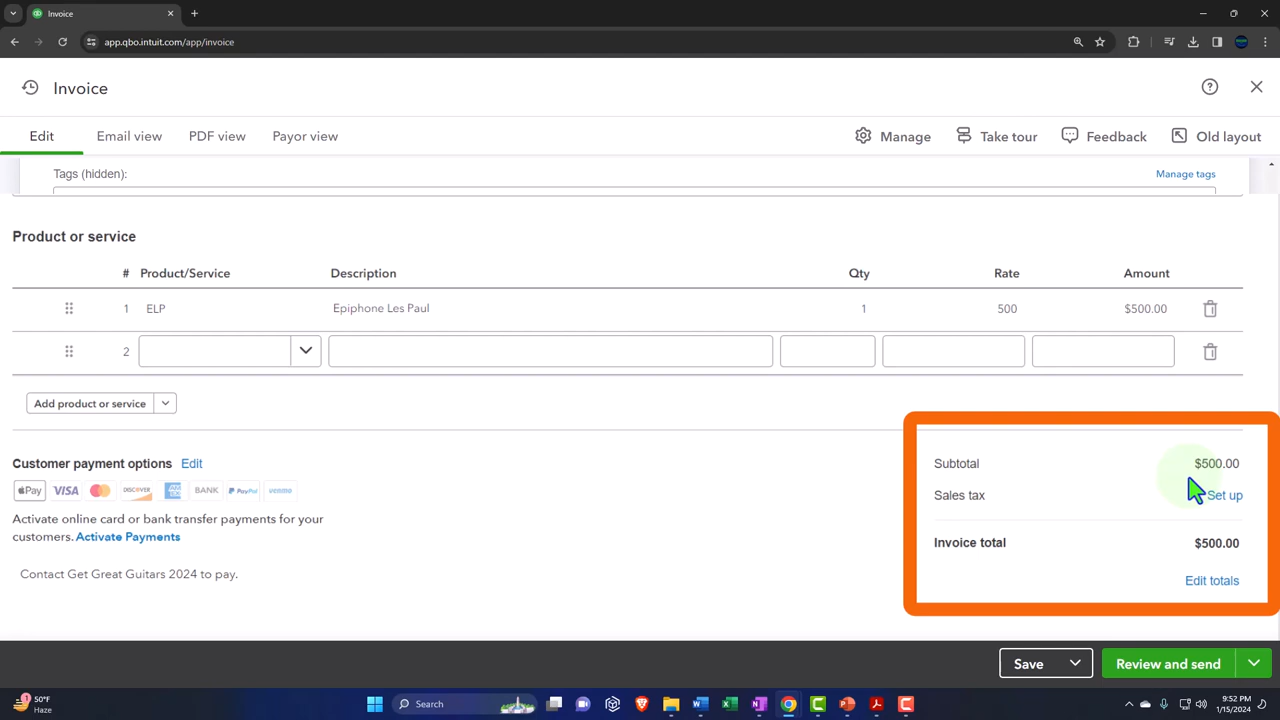 Invoice
app.qbo.intuit.com/app/invoice
Invoice
Edit Email view PDF view Payor view Manage Take tour Feedback Old layout
Tags (hidden): Manage tags
Product or service
# Product/Service Description Qty Rate Amount
1 ELP Epiphone Les Paul 1 500 $500.00
2
Add product or service
Customer payment options Edit
Pay VISA DISCOVER BANK PayPal venmo
Activate online card or bank transfer payments for your
customers. Activate Payments
Contact Get Great Guitars 2024 to pay.
Subtotal $500.00
Sales tax Set up
Invoice total $500.00
Edit totals
Save Review and send
1
50°F
Haze
Search
9:52 PM
1/15/2024